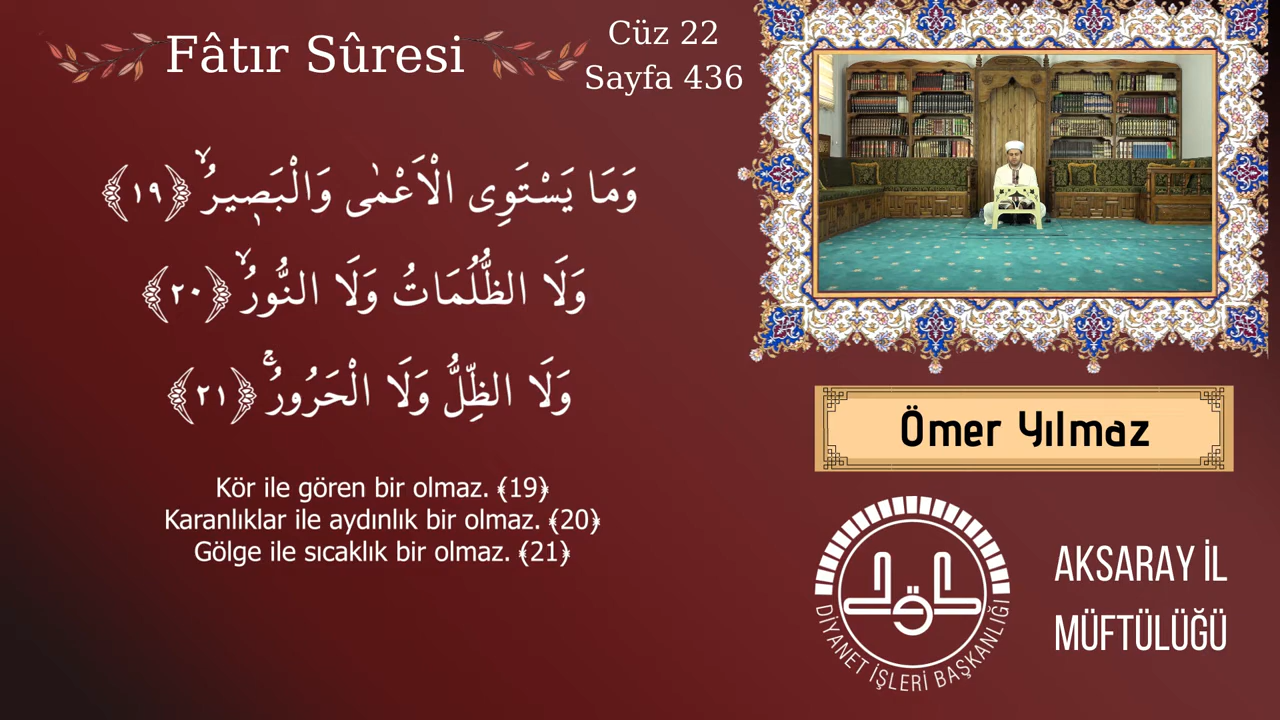 Fâtır Sûresi
Cüz 22
Sayfa 436
وَمَا يَسْتَوِى الْاَعْمٰى وَالْبَصٖيرُۙ ﴿١٩﴾
وَلَا الظُّلُمَاتُ وَلَا النُّورُۙ ﴿٢٠﴾
وَلَا الظِّلُّ وَلَا الْحَرُورُۚ ﴿٢١﴾
Kör ile gören bir olmaz. ﴾19﴿
Karanlıklar ile aydınlık bir olmaz. ﴾20﴿
Gölge ile sıcaklık bir olmaz. ﴾21﴿
Ömer Yılmaz
DİYANET İŞLERİ BAŞKANLIĞI
AKSARAY İL
MÜFTÜLÜĞÜ